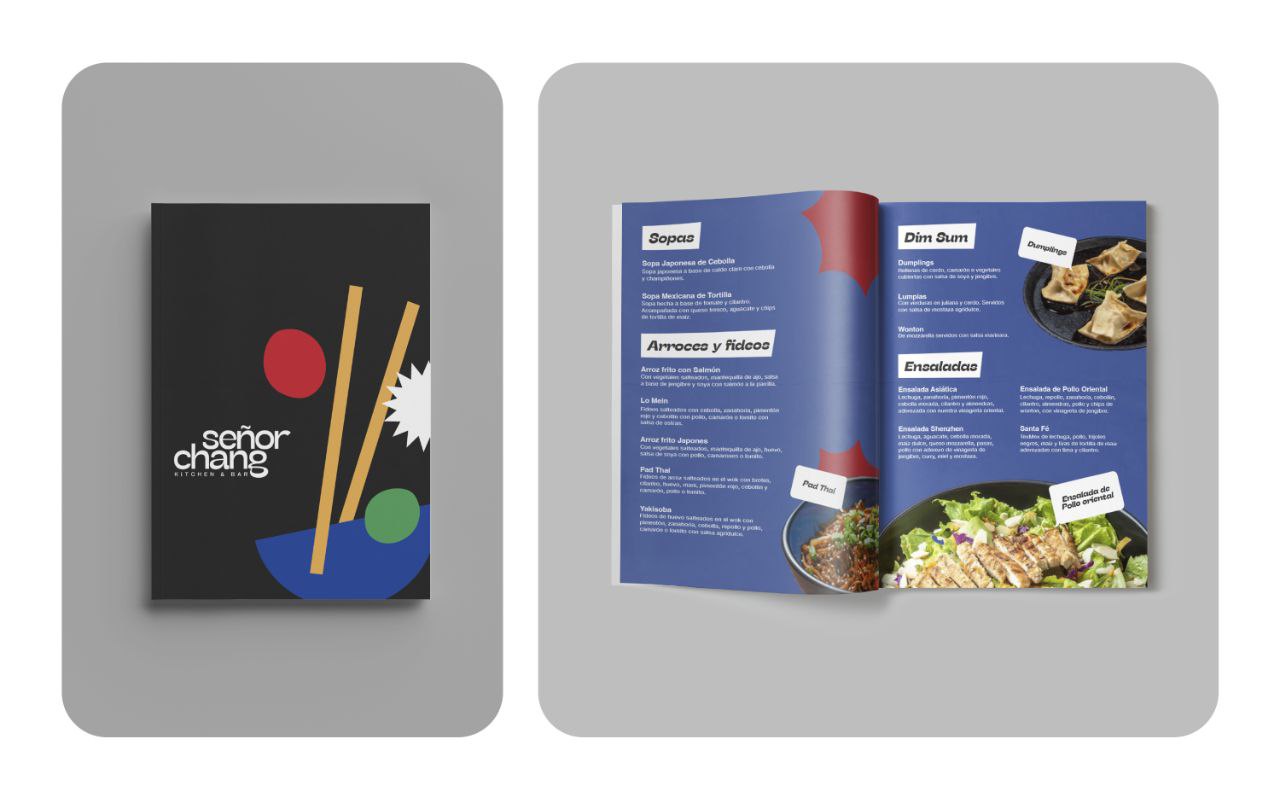 señor
chang
KITCHEN & BAR
Sopas
Sopa Japonesa de Cebolla
Sopa japonesa a base de caldo claro con cebolla
y champiñones.
Sopa Mexicana de Tortilla
Sopa hecha a base de tomate y cilantro.
Acompañada con queso fresco, aguacate y chips
de tortilla de maíz.
Arroces y fideos
Arroz frito con Salmón
Con vegetales salteados, mantequilla de ajo, salsa
a base de jengibre y soya con salmón a la parrilla.
Lo Mein
Fideos salteados con cebolla, zanahoria, pimentón
rojo y cebollín con pollo, camarón o lomito con
salsa de ostras.
Arroz frito Japones
Con vegetales salteados, mantequilla de ajo, huevo,
salsa de soya con pollo, camarones o lomito.
Pad Thai
Fideos de arroz salteados en el wok con brotes,
cilantro, huevo, maní, pimentón rojo, cebollín y
camarón, pollo o lomito.
Yakisoba
Fideos de huevo salteados en el wok con
pimentón, zanahoria, cebolla, repollo y pollo,
camarón o lomito con salsa agridulce.
Pad Thai
Dim Sum
Dumplings
Rellenas de cerdo, camarón o vegetales
cubiertas con salsa de soya y jengibre.
Lumpias
Con verduras en juliana y cerdo. Servidos
con salsa de mostaza agridulce.
Wonton
De mozzarella servidos con salsa marinara.
Dumplings
Ensaladas
Ensalada Asiática
Lechuga, zanahoria, pimentón rojo,
cebolla morada, cilantro y almendras,
aderezada con nuestra vinagreta oriental.
Ensalada Shenzhen
Lechuga, aguacate, cebolla morada,
maíz dulce, queso mozzarella, pasas,
pollo con aderezo de vinagreta de
jengibre, curry, miel y mostaza.
Ensalada de Pollo Oriental
Lechuga, repollo, zanahoria, cebollín,
cilantro, almendras, pollo y chips de
wonton, con vinagreta de jengibre.
Santa Fé
TexMex de lechuga, pollo, frijoles
negros, maíz y tiras de tortilla de maíz
aderezados con lima y cilantro.
Ensalada de
Pollo oriental